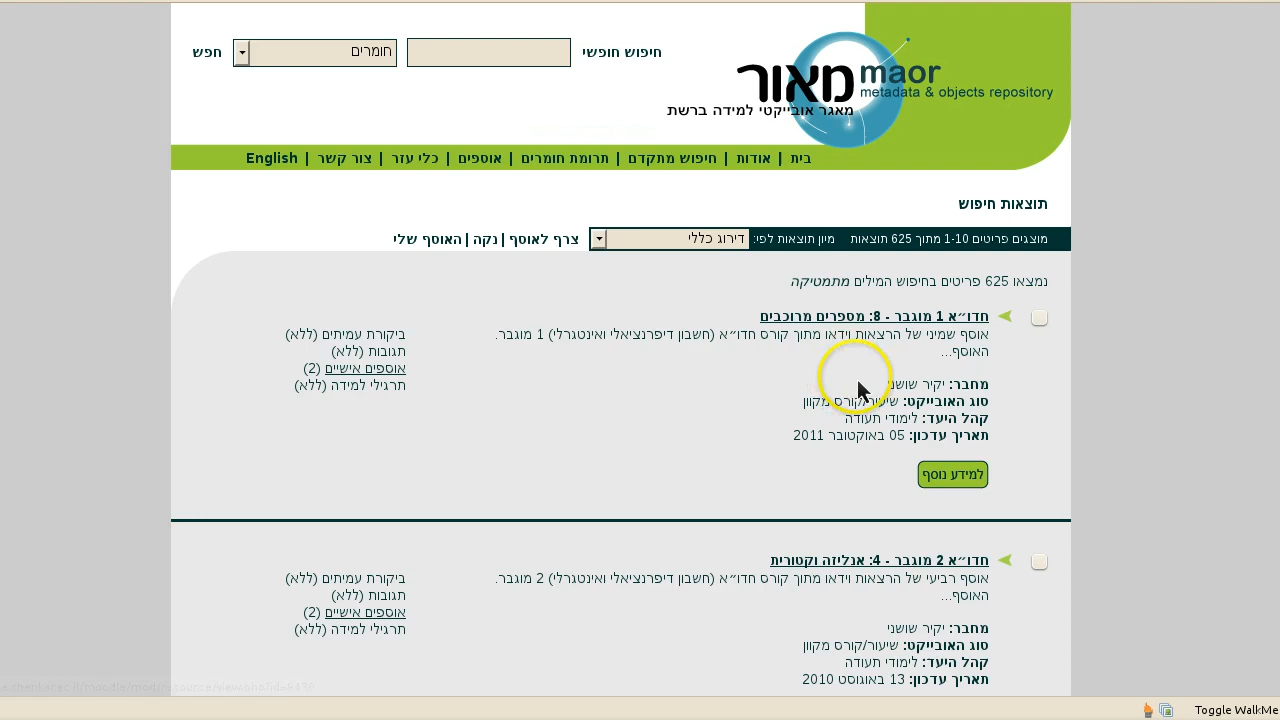 חיפוש חופשי
חומרים
חפש
מאור maor
metadata & objects repository
מאגר אובייקטי למידה ברשת
בית | אודות | חיפוש מתקדם | תרומת חומרים | אוספים | כלי עזר | צור קשר | English
תוצאות חיפוש
מוצגים פריטים 1-10 מתוך 625 תוצאות מיון תוצאות לפי: דירוג כללי צרף לאוסף | נקה | האוסף שלי
נמצאו 625 פריטים בחיפוש המילים מתמטיקה
חדו״א 1 מוגבר - 8: מספרים מרוכבים
אוסף שמיני של הרצאות וידאו מתוך קורס חדו״א (חשבון דיפרנציאלי ואינטגרלי) 1 מוגבר.
האוסף...
מחבר: יקיר שושני
סוג האובייקט: שיעור/קורס מקוון
קהל היעד: לימודי תעודה
תאריך עדכון: 05 באוקטובר 2011
למידע נוסף
ביקורת עמיתים (ללא)
תגובות (ללא)
אוספים אישיים (2)
תרגילי למידה (ללא)
חדו״א 2 מוגבר - 4: אנליזה וקטורית
אוסף רביעי של הרצאות וידאו מתוך קורס חדו״א (חשבון דיפרנציאלי ואינטגרלי) 2 מוגבר.
האוסף...
מחבר: יקיר שושני
סוג האובייקט: שיעור/קורס מקוון
קהל היעד: לימודי תעודה
תאריך עדכון: 13 באוגוסט 2010
ביקורת עמיתים (ללא)
תגובות (ללא)
אוספים אישיים (2)
תרגילי למידה (ללא)
Toggle WalkMe